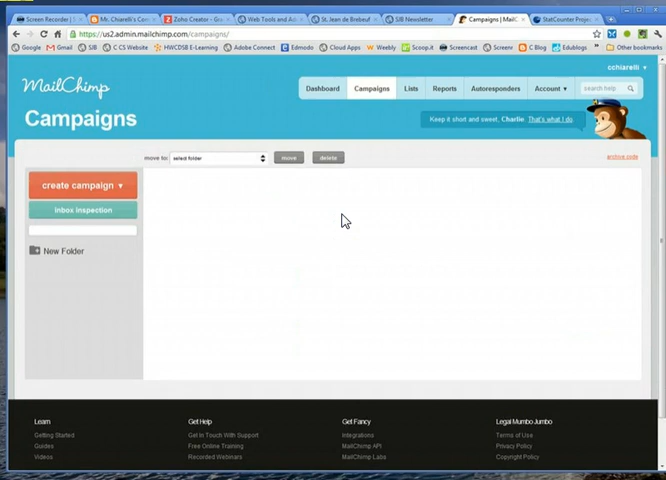 Screen Recorder | S
Mr. Chiarelli's Con
Zoho Creator - Go
Web Tools and Ad
St. Jean de Brebeuf
SJB Newsletter
Campaigns | MailC
StatCounter Projec
https://us2.admin.mailchimp.com/campaigns/
Google
Gmail
SJB
C CS Website
HWCDSB E-Learning
Adobe Connect
Edmodo
Cloud Apps
Weebly
Scoop.it
Screencast
Screenr
C Blog
Edublogs
»
Other bookmarks
cchiarelli ▾
MailChimp
Dashboard
Campaigns
Lists
Reports
Autoresponders
Account ▾
search help
Campaigns
Keep it short and sweet, Charlie. That's what I do.
move to:
select folder
move
delete
archive code
create campaign ▾
inbox inspection
New Folder
Learn
Getting Started
Guides
Videos
Get Help
Get in Touch With Support
Free Online Training
Recorded Webinars
Get Fancy
Integrations
MailChimp API
MailChimp Labs
Legal Mumbo Jumbo
Terms of Use
Privacy Policy
Copyright Policy